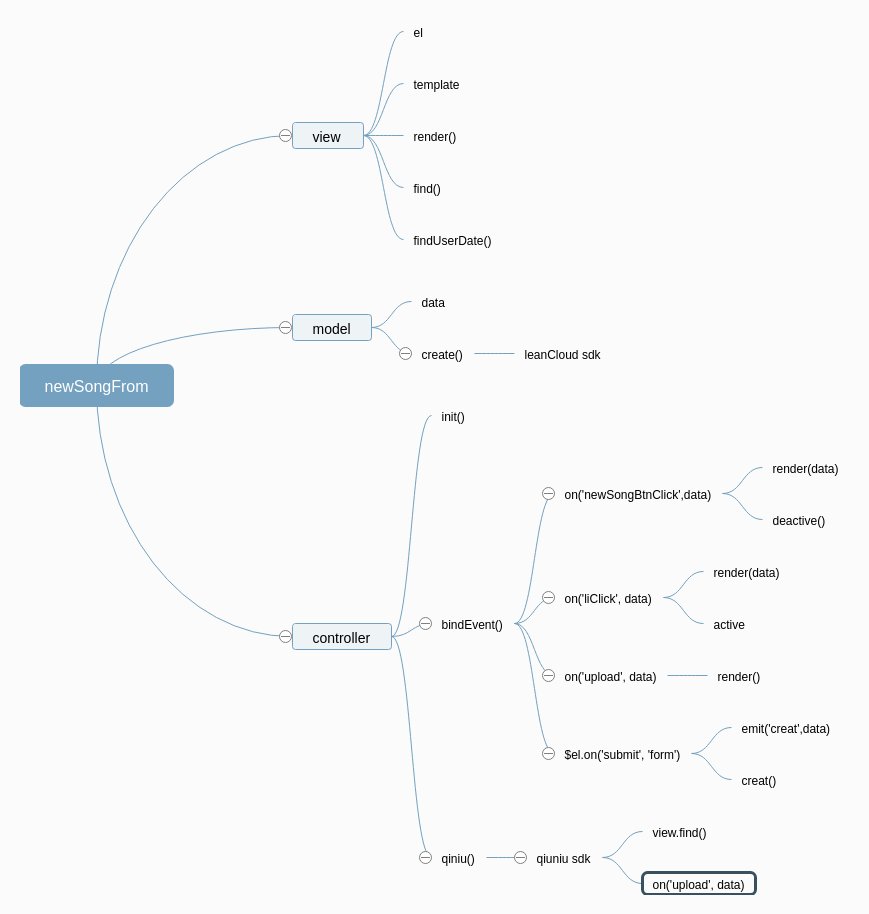 newSongFrom
view
el
template
render()
find()
findUserDate()
model
data
create()
leanCloud sdk
controller
init()
bindEvent()
on('newSongBtnClick',data)
render(data)
deactive()
on('liClick', data)
render(data)
active
on('upload', data)
render()
$el.on('submit', 'form')
emit('creat',data)
creat()
qiniu()
qiuniu sdk
view.find()
on('upload', data)